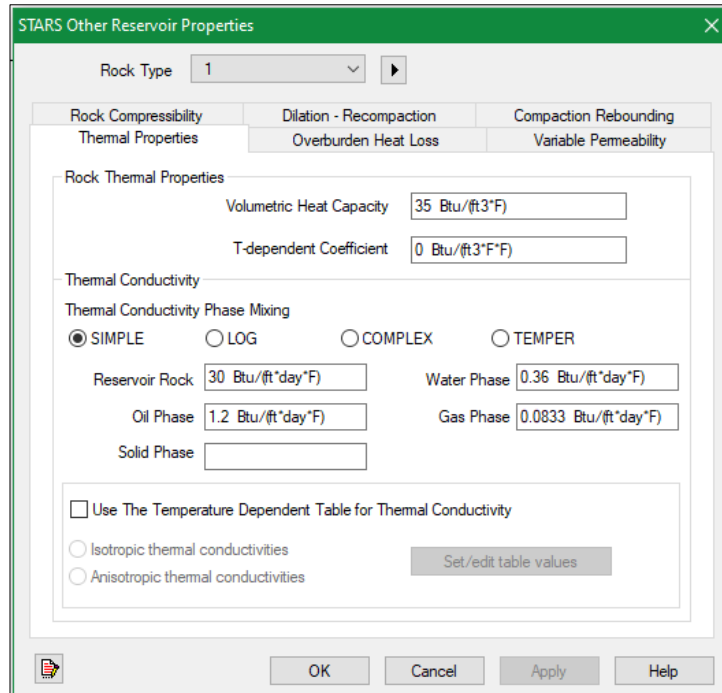 STARS Other Reservoir Properties
Rock Type 1
Rock Compressibility Dilation - Recompaction Compaction Rebounding
Thermal Properties Overburden Heat Loss Variable Permeability
Rock Thermal Properties
Volumetric Heat Capacity 35 Btu/(ft3*F)
T-dependent Coefficient 0 Btu/(ft3*F*F)
Thermal Conductivity
Thermal Conductivity Phase Mixing
SIMPLE LOG COMPLEX TEMPER
Reservoir Rock 30 Btu/(ft*day*F) Water Phase 0.36 Btu/(ft*day*F)
Oil Phase 1.2 Btu/(ft*day*F) Gas Phase 0.0833 Btu/(ft*day*F)
Solid Phase
Use The Temperature Dependent Table for Thermal Conductivity
Isotropic thermal conductivities
Set/edit table values
Anisotropic thermal conductivities
OK Cancel Apply Help